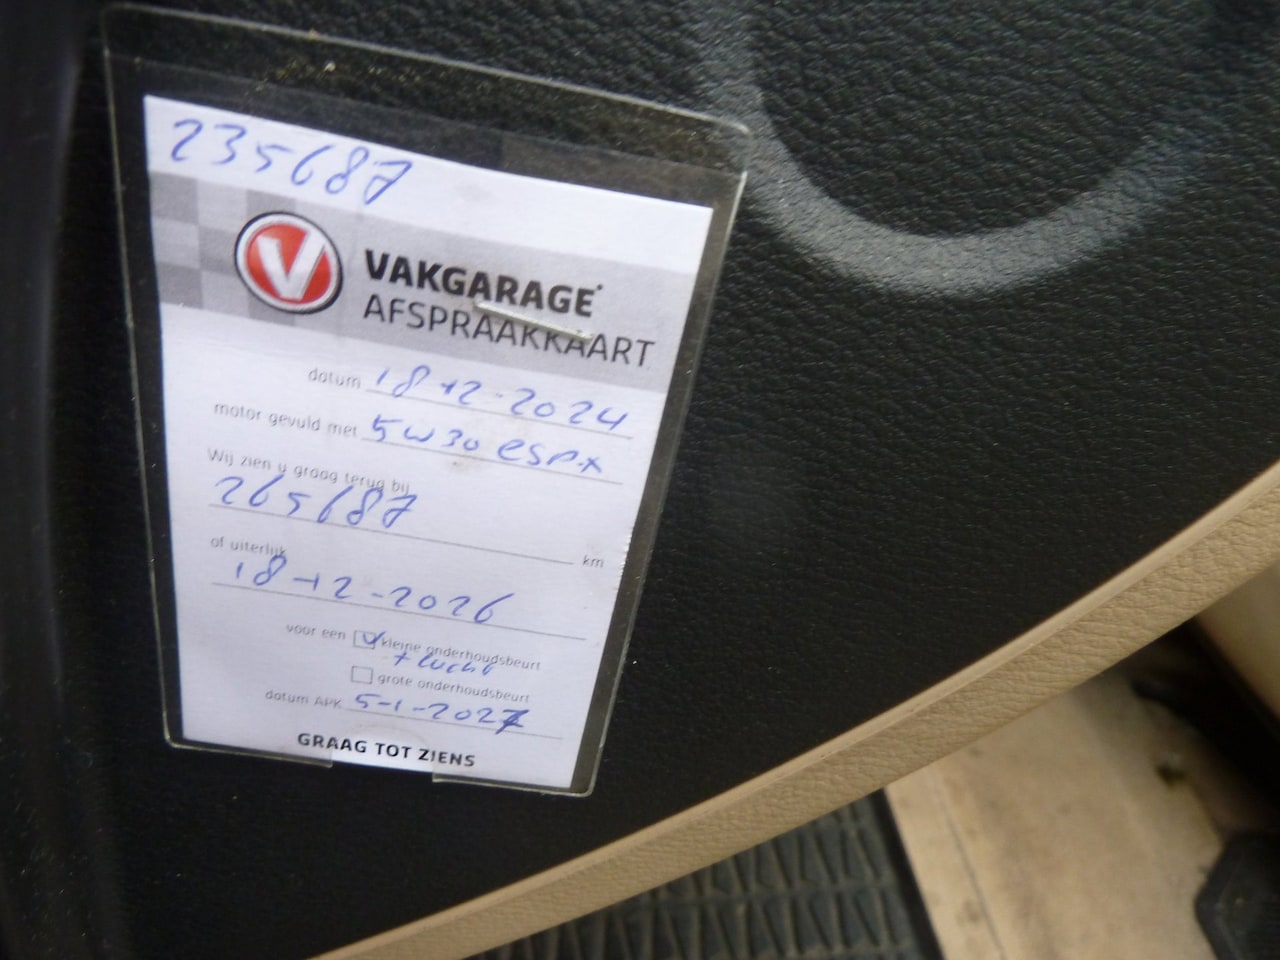 235687
V
VAKGARAGE
AFSPRAAKKAART
datum 18-12-2024
motor gevuld met 5W30 ESP-X
Wij zien u graag terug bij
265687 km
of uiterlijk
18-12-2026
voor een kleine onderhoudsbeurt
+ lucht
grote onderhoudsbeurt
datum APK 5-1-2027
GRAAG TOT ZIENS